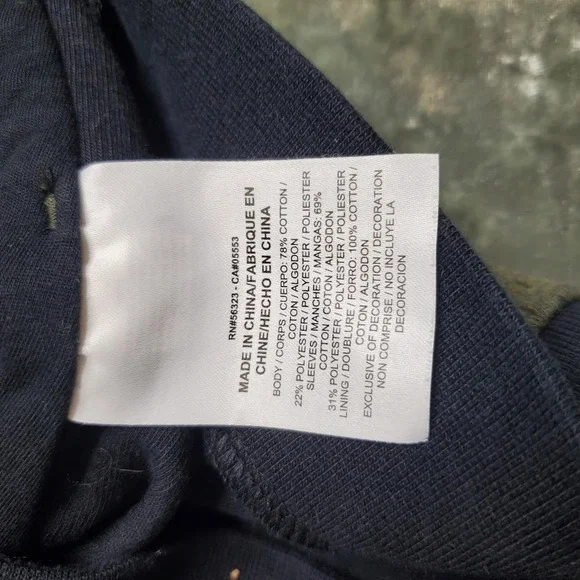 RN#56323 - CA#05553
MADE IN CHINA/FABRIQUE EN
CHINE/HECHO EN CHINA
BODY / CORPS / CUERPO: 78% COTTON /
COTON / ALGODON
22% POLYESTER / POLYESTER / POLIESTER
SLEEVES / MANCHES / MANGAS: 69%
COTTON / COTON / ALGODON
31% POLYESTER / POLYESTER / POLIESTER
LINING / DOUBLURE / FORRO: 100% COTTON /
COTON / ALGODON
EXCLUSIVE OF DECORATION / DECORATION
NON COMPRISE / NO INCLUYE LA
DECORACION